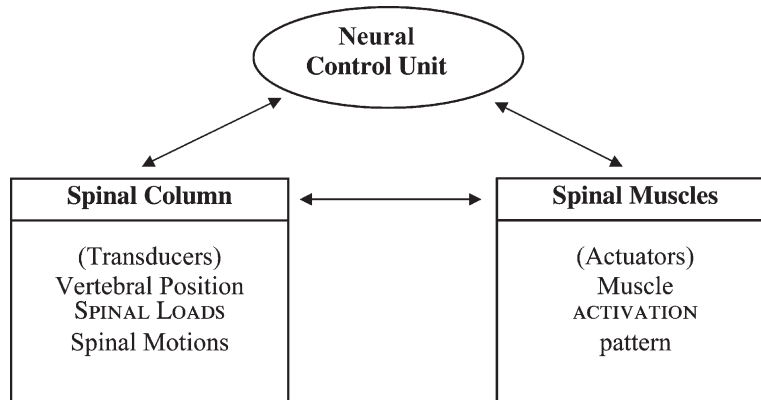 Neural
Control Unit
Spinal Column
(Transducers)
Vertebral Position
SPINAL LOADS
Spinal Motions
Spinal Muscles
(Actuators)
Muscle
ACTIVATION
pattern